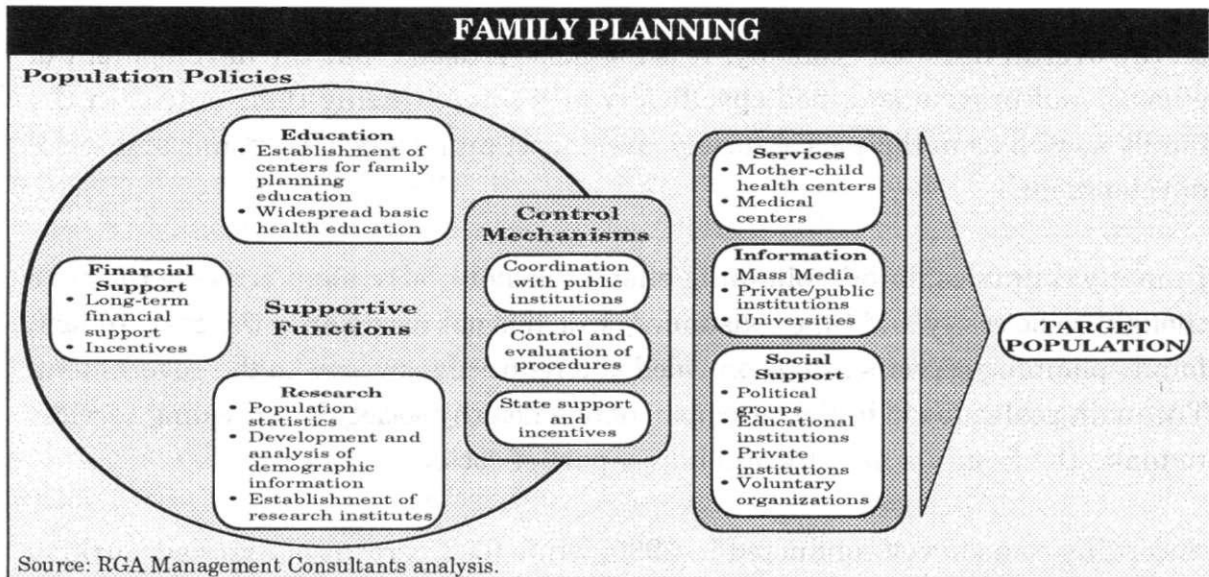 FAMILY PLANNING
Population Policies
Education
• Establishment of
centers for family
planning
education
• Widespread basic
health education
Financial
Support
• Long-term
financial
support
• Incentives
Supportive
Functions
Research
• Population
statistics
• Development and
analysis of
demographic
information
• Establishment of
research institutes
Control
Mechanisms
Coordination
with public
institutions
Control and
evaluation of
procedures
State support
and
incentives
Services
• Mother-child
health centers
• Medical
centers
Information
• Mass Media
• Private/public
institutions
• Universities
Social
Support
• Political
groups
• Educational
institutions
• Private
institutions
• Voluntary
organizations
TARGET
POPULATION
Source: RGA Management Consultants analysis.